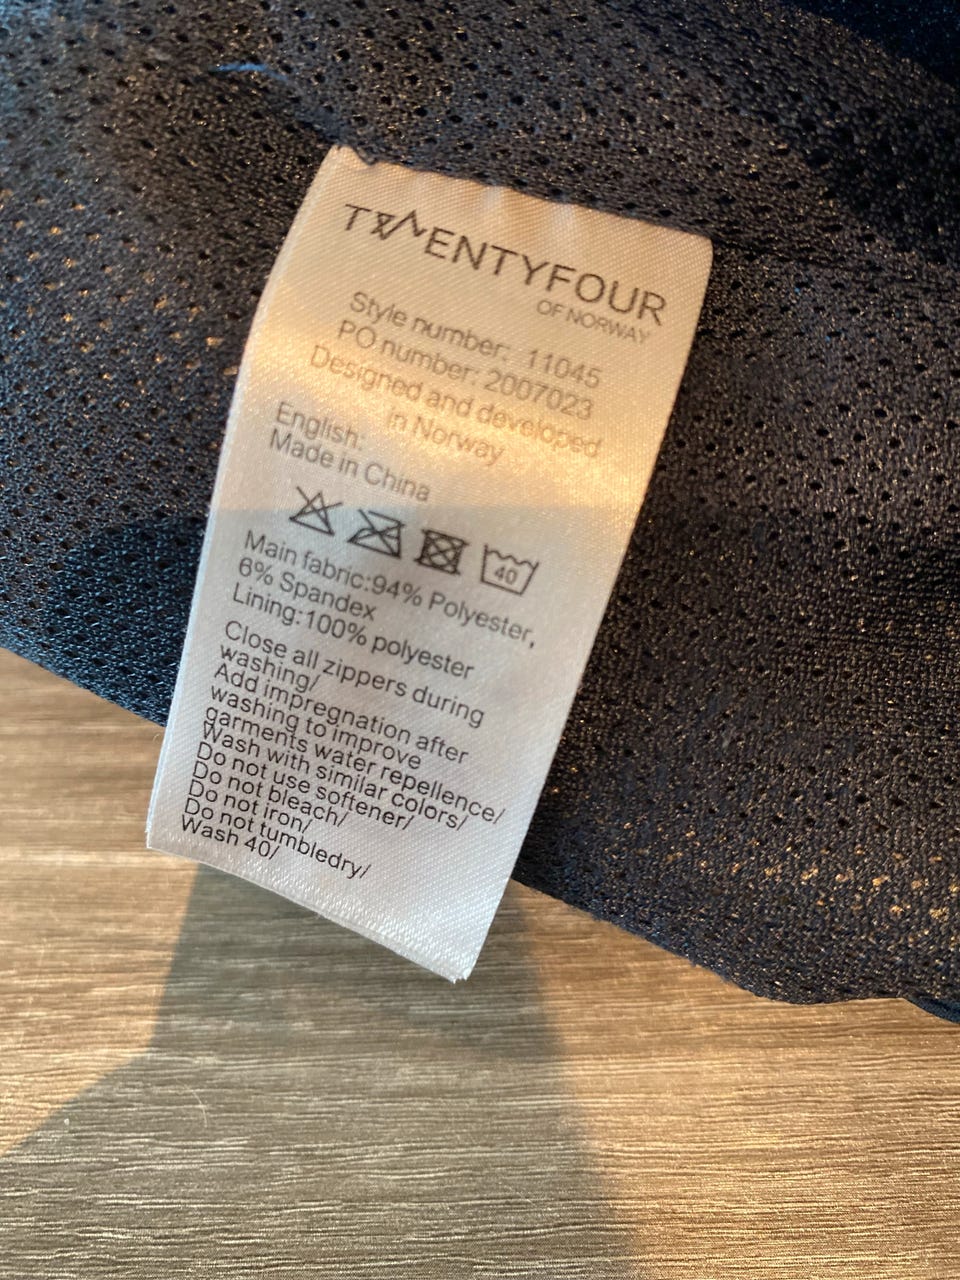 TWENTYFOUR
OF NORWAY
Style number: 11045
PO number: 2007023
Designed and developed
in Norway
English:
Made in China
40
Main fabric:94% Polyester,
6% Spandex
Lining:100% polyester
Close all zippers during
washing/
Add impregnation after
washing to improve
garments water repellence/
Wash with similar colors/
Do not use softener/
Do not bleach/
Do not iron/
Do not tumbledry/
Wash 40/